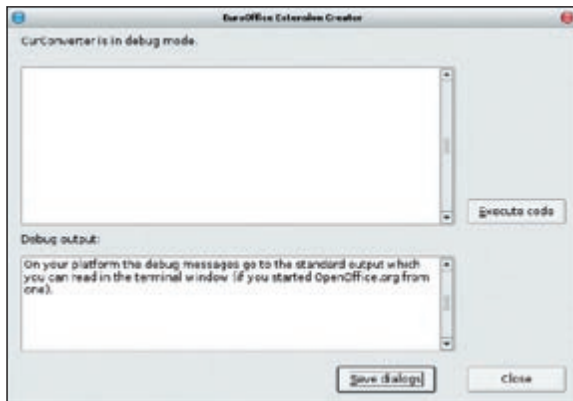 EuroOffice Extension Creator
CurConverter is in debug mode.
Execute code
Debug output:
On your platform the debug messages go to the standard output which
you can read in the terminal window (if you started OpenOffice.org from
one).
Save dialogs
Close